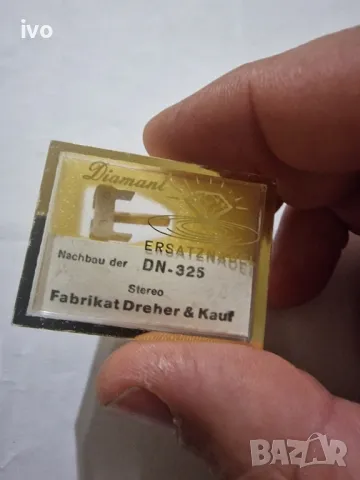 ivo
Diamant
ERSATZNADEL
Nachbau der DN-325
Stereo
Fabrikat Dreher & Kauf
BAZAR